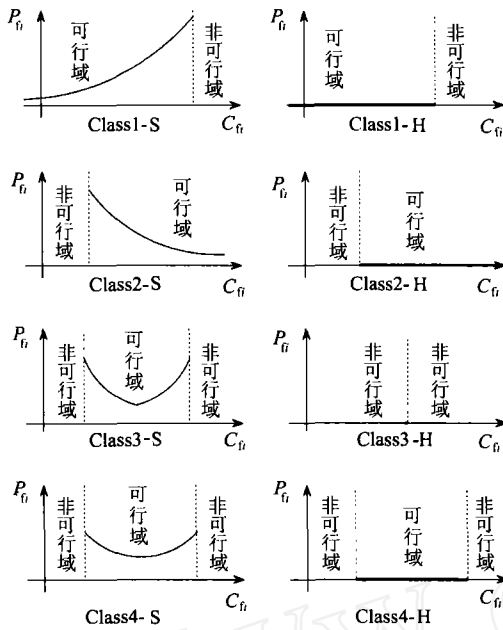 P_fi 可行域 非可行域 C_fi
Class1-S
P_fi 可行域 非可行域 C_fi
Class1-H
P_fi 非可行域 可行域 C_fi
Class2-S
P_fi 非可行域 可行域 C_fi
Class2-H
P_fi 非可行域 可行域 非可行域 C_fi
Class3-S
P_fi 非可行域 非可行域 C_fi
Class3-H
P_fi 非可行域 可行域 非可行域 C_fi
Class4-S
P_fi 非可行域 可行域 非可行域 C_fi
Class4-H